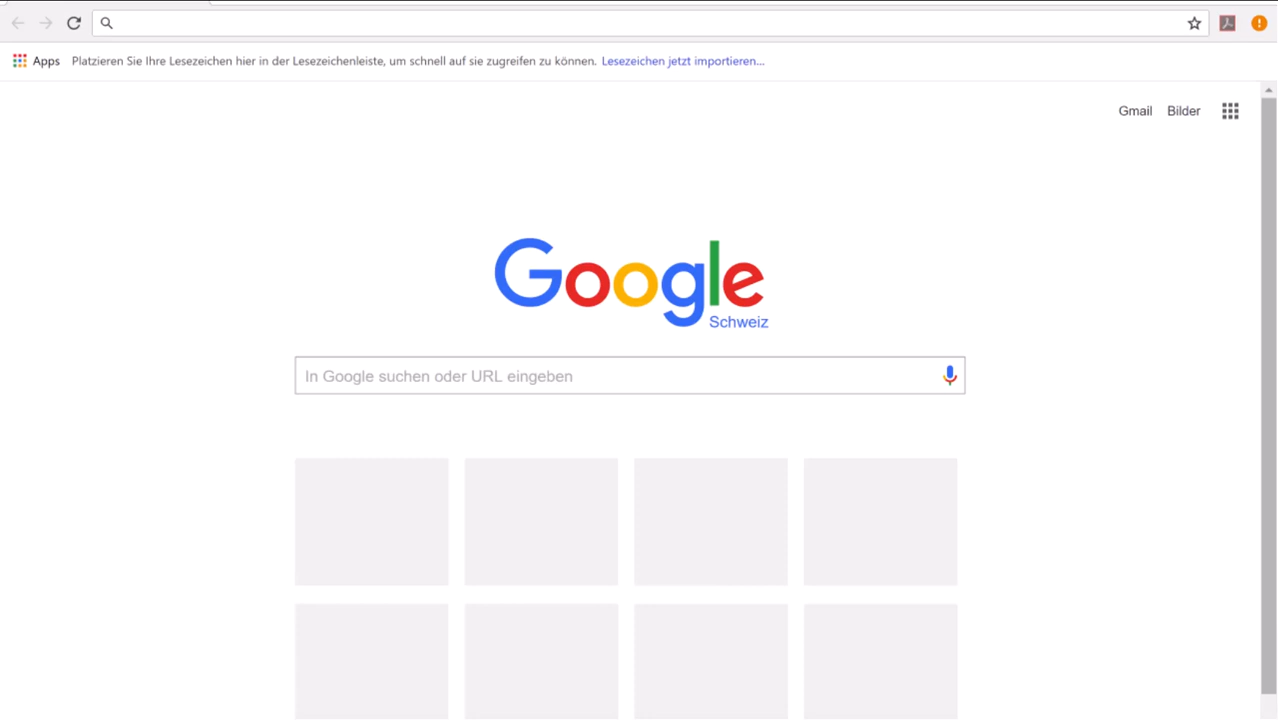 Apps Platzieren Sie Ihre Lesezeichen hier in der Lesezeichenleiste, um schnell auf sie zugreifen zu können. Lesezeichen jetzt importieren...
Gmail Bilder
Google
Schweiz
In Google suchen oder URL eingeben